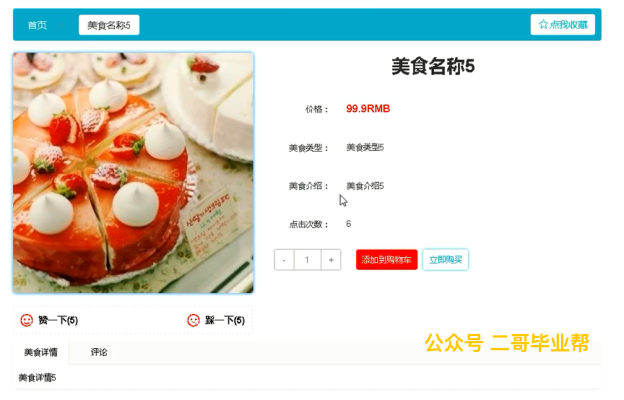 首页 美食名称5 ☆点我收藏
美食名称5
价格： 99.9RMB
美食类型： 美食类型5
美食介绍： 美食介绍5
点击次数： 6
- 1 + 添加到购物车 立即购买
赞一下(5) 踩一下(5)
公众号 二哥毕业帮
美食详情 评论
美食详情5